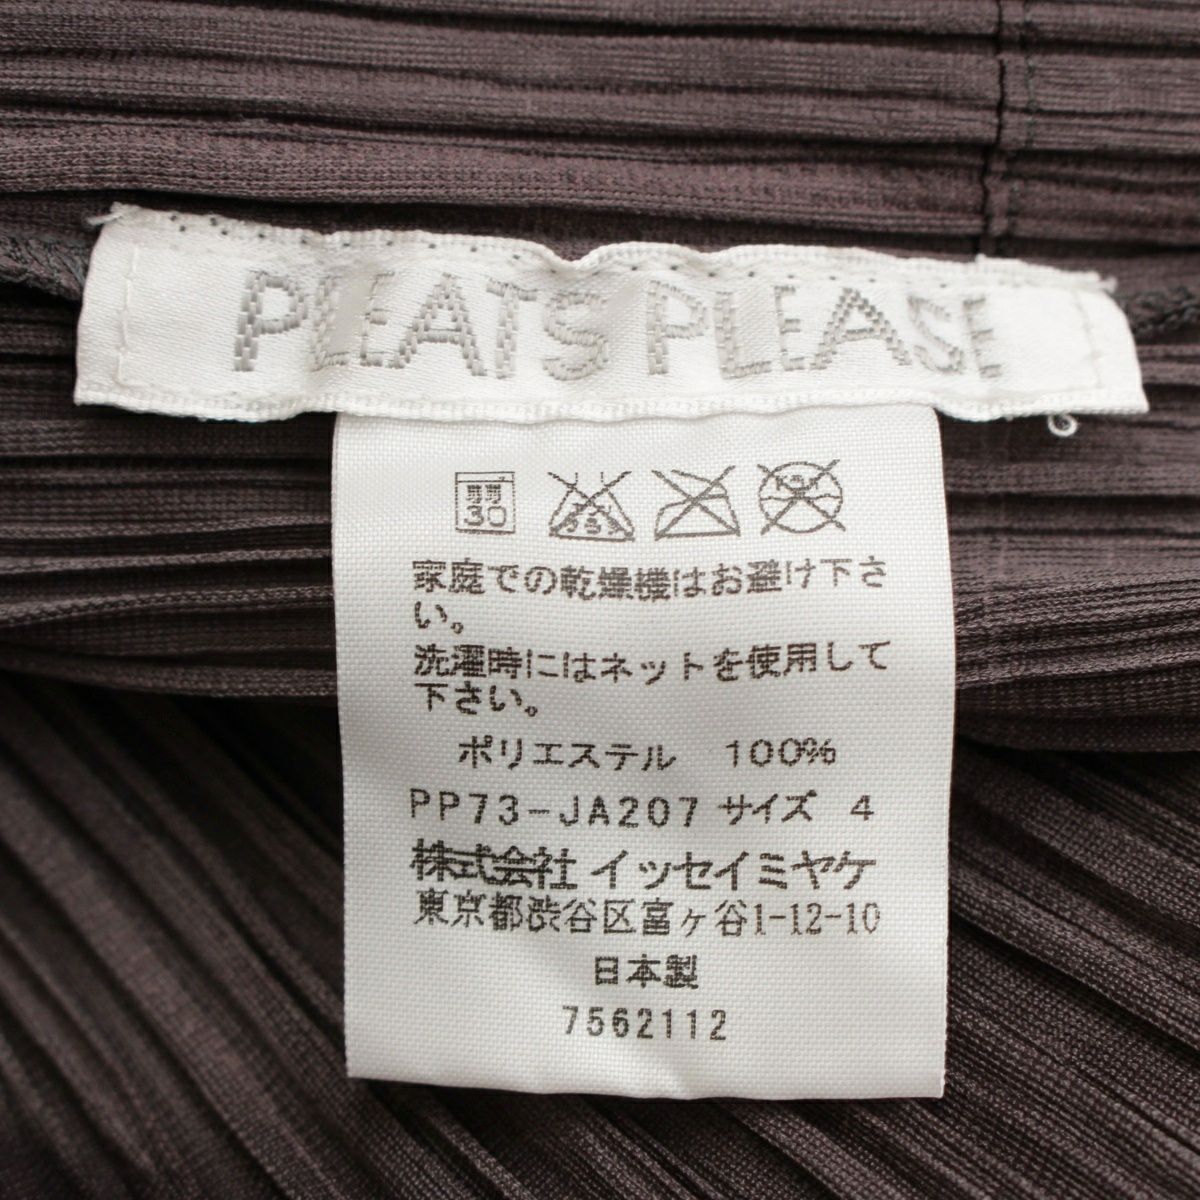 PLEATS PLEASE
弱
30
家庭での乾燥機はお避け下さ
い。
洗濯時にはネットを使用して
下さい。
ポリエステル 100%
PP73-JA207 サイズ 4
株式会社 イッセイミヤケ
東京都渋谷区富ヶ谷1-12-10
日本製
7562112